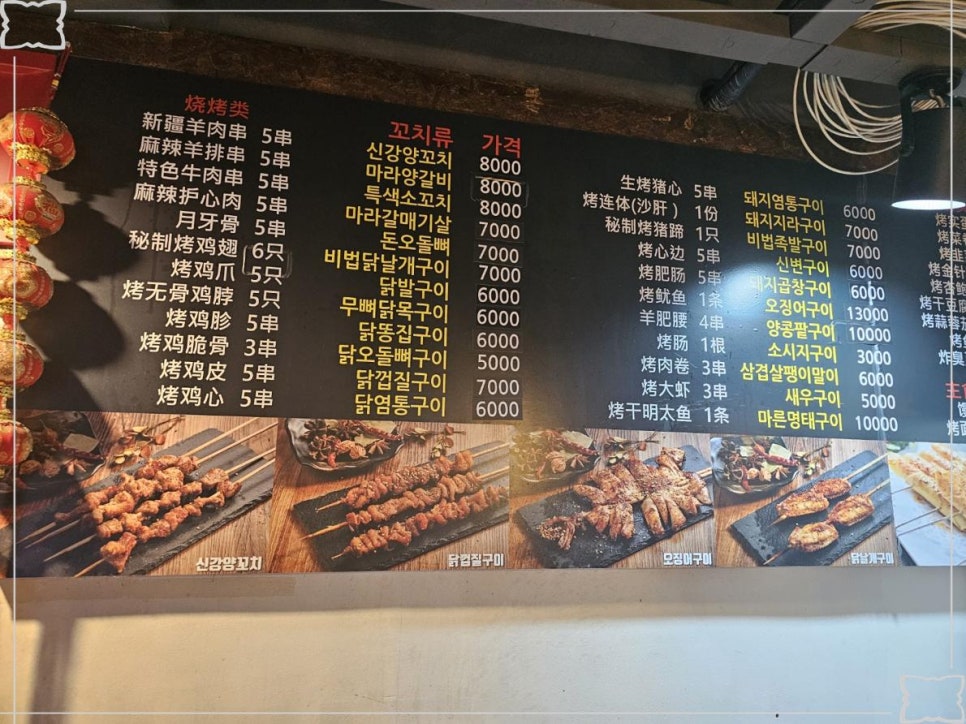 烧烤类 꼬치류 가격
新疆羊肉串 5串 신강양꼬치 8000
麻辣羊排串 5串 마라양갈비 8000
特色牛肉串 5串 특색소꼬치 8000
麻辣护心肉 5串 마라갈매기살 7000
月牙骨 5串 돈오돌뼈 7000
秘制烤鸡翅 6只 비법닭날개구이 7000
烤鸡爪 5只 닭발구이 6000
烤无骨鸡脖 5只 무뼈닭목구이 6000
烤鸡胗 5串 닭똥집구이 6000
烤鸡脆骨 3串 닭오돌뼈구이 5000
烤鸡皮 5串 닭껍질구이 7000
烤鸡心 5串 닭염통구이 6000
生烤猪心 5串 돼지염통구이 6000
烤连体(沙肝) 1份 돼지지라구이 7000
秘制烤猪蹄 1只 비법족발구이 7000
烤心边 5串 신변구이 6000
烤肥肠 5串 돼지곱창구이 6000
烤鱿鱼 1条 오징어구이 13000
羊肥腰 4串 양콩팥구이 10000
烤肠 1根 소시지구이 3000
烤肉卷 3串 삼겹살팽이말이 6000
烤大虾 3串 새우구이 5000
烤干明太鱼 1条 마른명태구이 10000
烤金针
烤杏鲍
烤干豆腐
烤蒜蓉茄
炸臭
신강양꼬치
닭껍질구이
오징어구이
닭날개구이